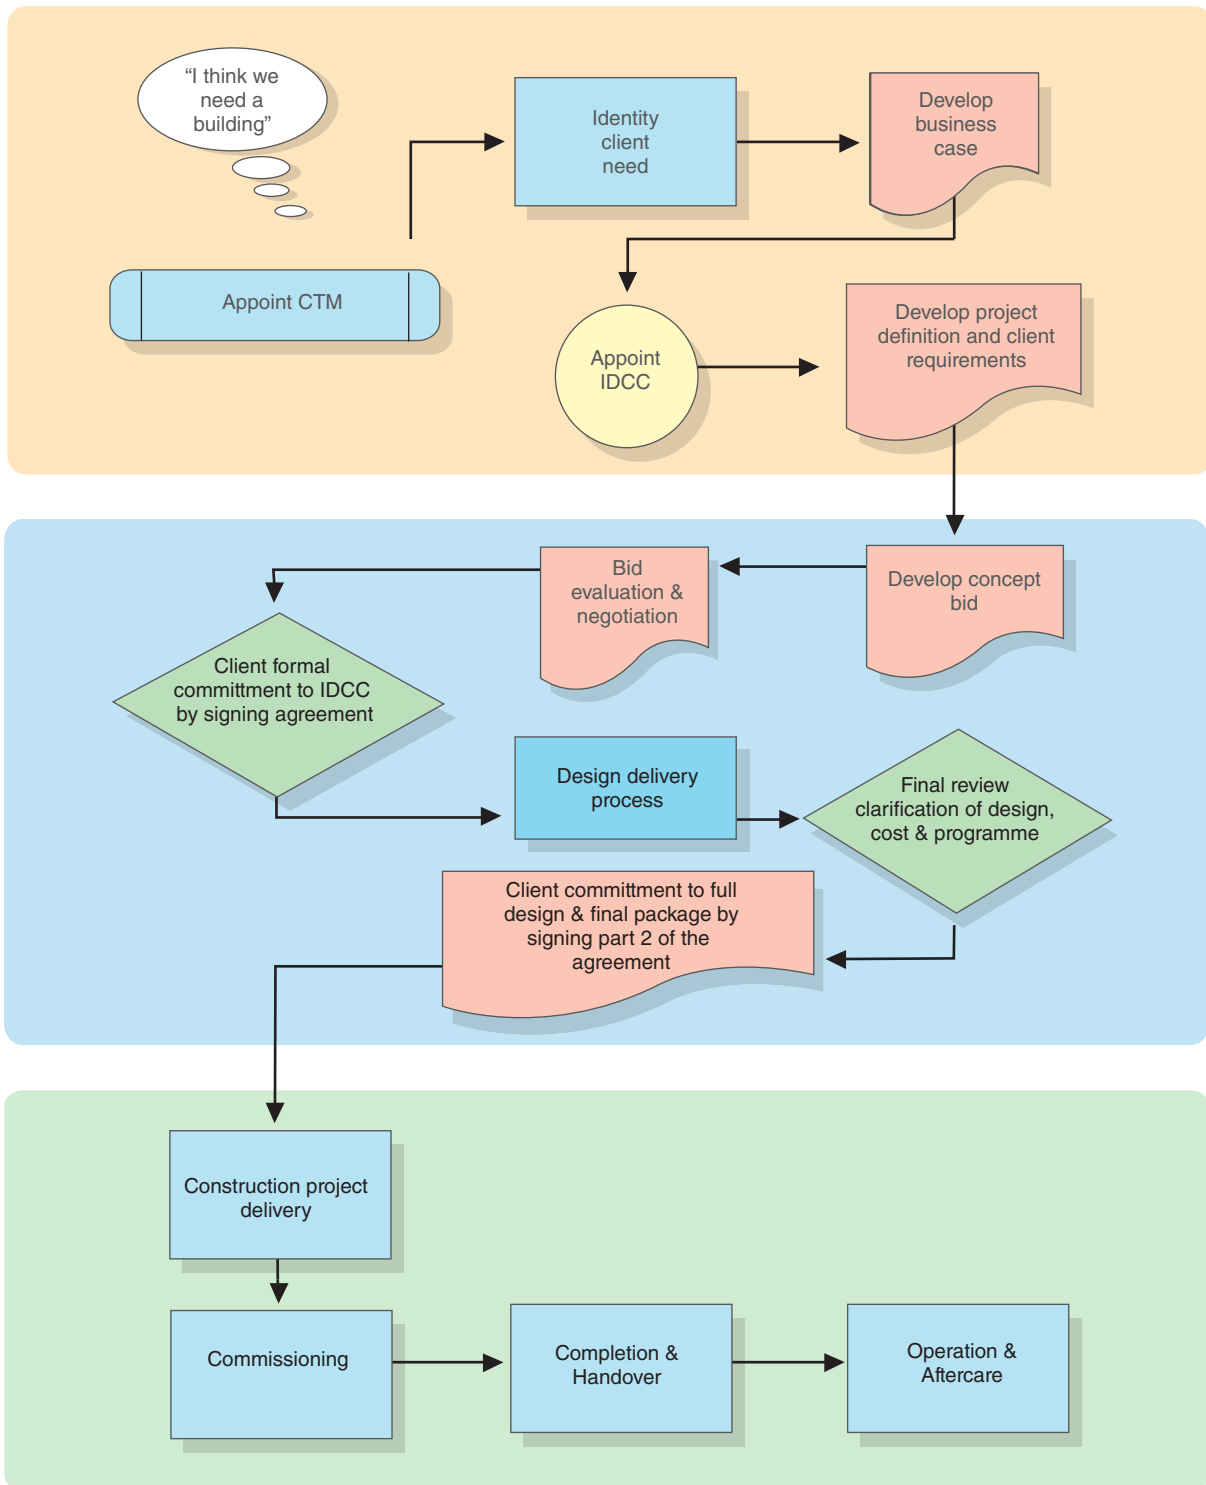 “I think we
need a
building”
Identity
client
need
Develop
business
case
Appoint CTM
Appoint
IDCC
Develop project
definition and client
requirements
Develop concept
bid
Bid
evaluation &
negotiation
Client formal
committment to IDCC
by signing agreement
Design delivery
process
Final review
clarification of design,
cost & programme
Client committment to full
design & final package by
signing part 2 of the
agreement
Construction project
delivery
Commissioning
Completion &
Handover
Operation &
Aftercare